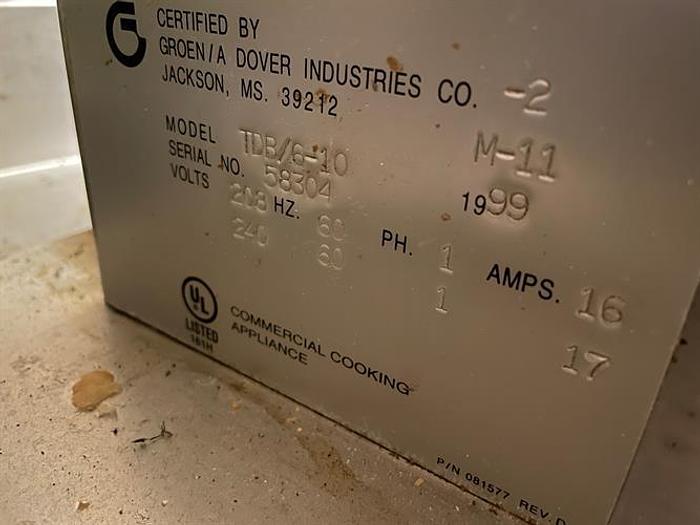 G
CERTIFIED BY
GROEN/A DOVER INDUSTRIES CO. -2
JACKSON, MS. 39212
MODEL TDB/6-10 M-11
SERIAL NO. 58304 1999
VOLTS 208 HZ. 60 PH. 1 AMPS. 16
240 60 1 17
UL
LISTED
161H
COMMERCIAL COOKING
APPLIANCE
P/N 081577 REV. D